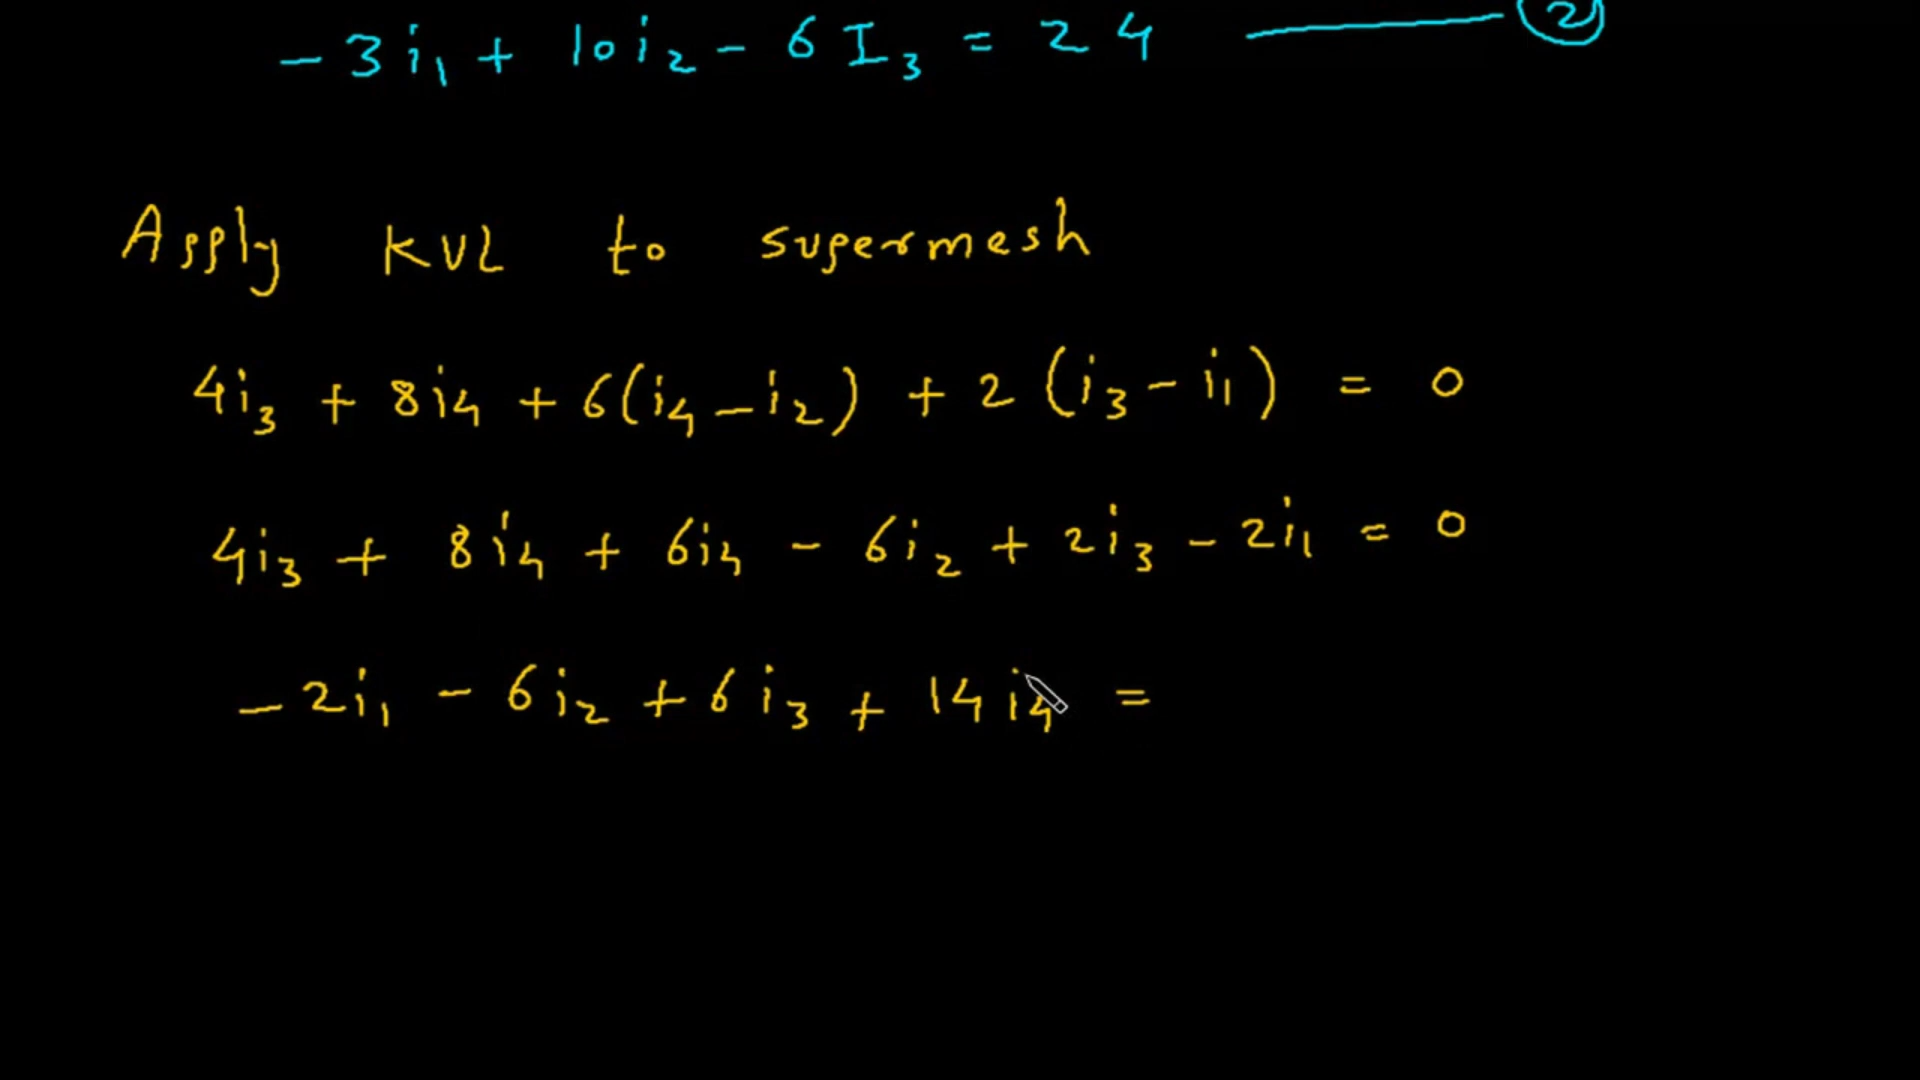 - 3i₁ + 10i₂ - 6I₃ = 24 ——— ②
Apply KVL to supermesh
4i₃ + 8i₄ + 6(i₄ - i₂) + 2(i₃ - i₁) = 0
4i₃ + 8i₄ + 6i₄ - 6i₂ + 2i₃ - 2i₁ = 0
- 2i₁ - 6i₂ + 6i₃ + 14i₄ =